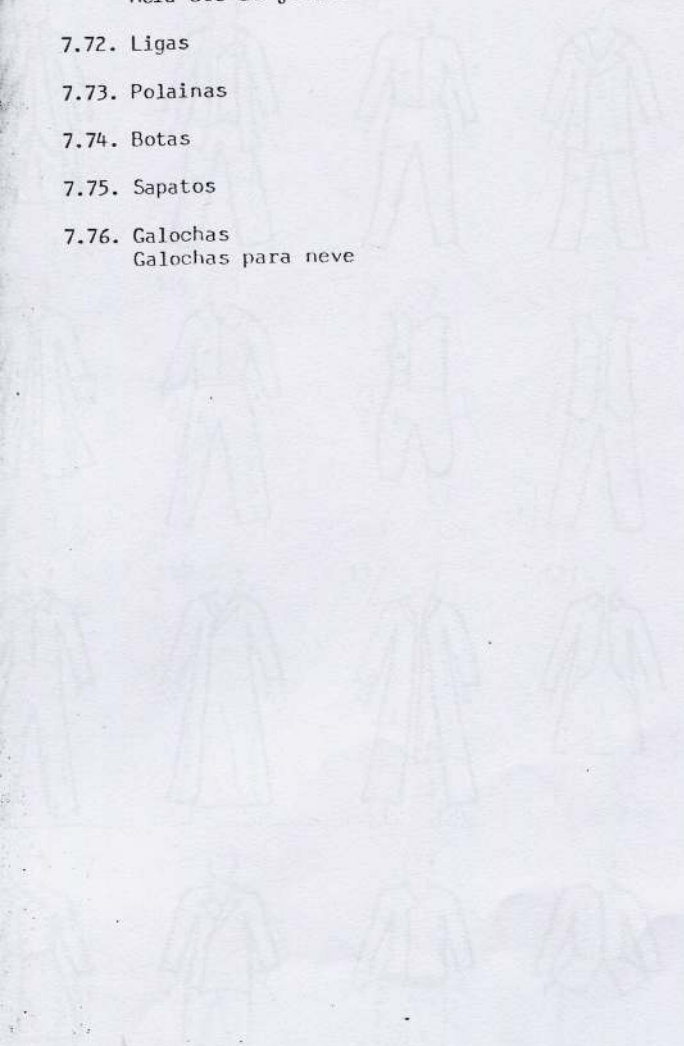 7.72. Ligas
7.73. Polainas
7.74. Botas
7.75. Sapatos
7.76. Galochas
Galochas para neve